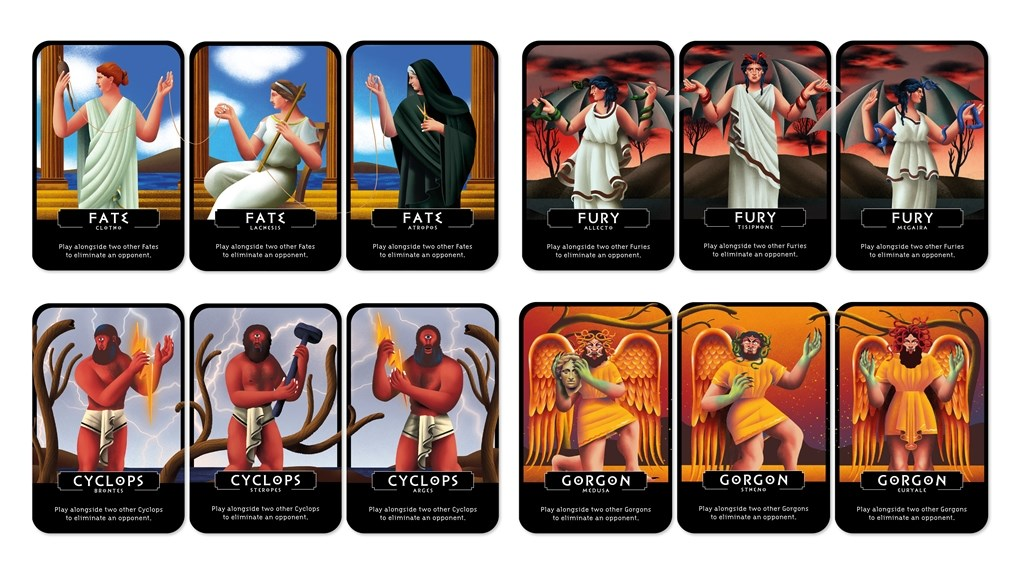 FATE
CLOTHO
Play alongside two other Fates
to eliminate an opponent.
FATE
LACHESIS
Play alongside two other Fates
to eliminate an opponent.
FATE
ATROPOS
Play alongside two other Fates
to eliminate an opponent.
FURY
ALLECTO
Play alongside two other Furies
to eliminate an opponent.
FURY
TISIPHONE
Play alongside two other Furies
to eliminate an opponent.
FURY
MEGAIRA
Play alongside two other Furies
to eliminate an opponent.
CYCLOPS
BRONTES
Play alongside two other Cyclops
to eliminate an opponent.
CYCLOPS
STEROPES
Play alongside two other Cyclops
to eliminate an opponent.
CYCLOPS
ARGES
Play alongside two other Cyclops
to eliminate an opponent.
GORGON
MEDUSA
Play alongside two other Gorgons
to eliminate an opponent.
GORGON
STHENO
Play alongside two other Gorgons
to eliminate an opponent.
GORGON
EURYALE
Play alongside two other Gorgons
to eliminate an opponent.